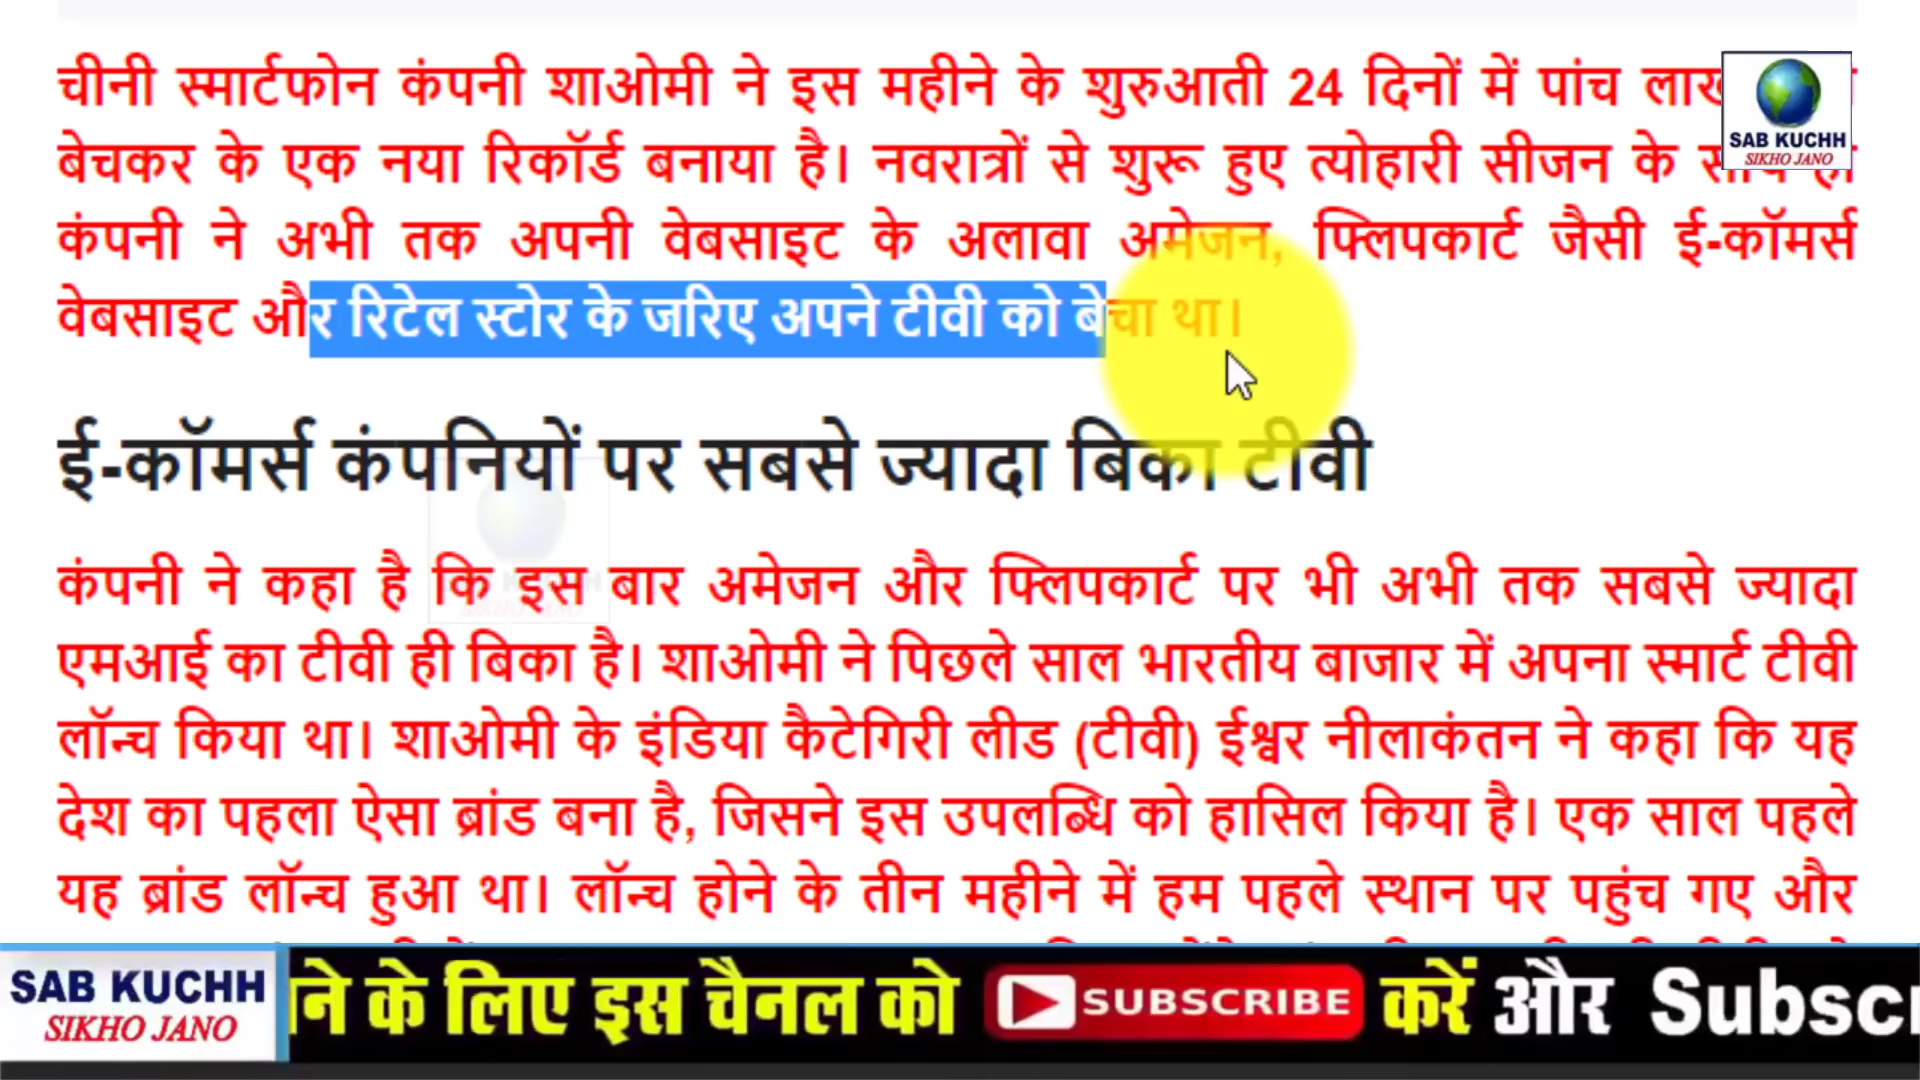 चीनी स्मार्टफोन कंपनी शाओमी ने इस महीने के शुरुआती 24 दिनों में पांच लाख
बेचकर के एक नया रिकॉर्ड बनाया है। नवरात्रों से शुरू हुए त्योहारी सीजन के
कंपनी ने अभी तक अपनी वेबसाइट के अलावा अमेजन, फ्लिपकार्ट जैसी ई-कॉमर्स
वेबसाइट और रिटेल स्टोर के जरिए अपने टीवी को बेचा था।
SAB KUCHH
SIKHO JANO
ई-कॉमर्स कंपनियों पर सबसे ज्यादा बिका टीवी
कंपनी ने कहा है कि इस बार अमेजन और फ्लिपकार्ट पर भी अभी तक सबसे ज्यादा
एमआई का टीवी ही बिका है। शाओमी ने पिछले साल भारतीय बाजार में अपना स्मार्ट टीवी
लॉन्च किया था। शाओमी के इंडिया कैटेगिरी लीड (टीवी) ईश्वर नीलाकंतन ने कहा कि यह
देश का पहला ऐसा ब्रांड बना है, जिसने इस उपलब्धि को हासिल किया है। एक साल पहले
यह ब्रांड लॉन्च हुआ था। लॉन्च होने के तीन महीने में हम पहले स्थान पर पहुंच गए और
SAB KUCHH
SIKHO JANO
ने के लिए इस चैनल को SUBSCRIBE करें और Subscr